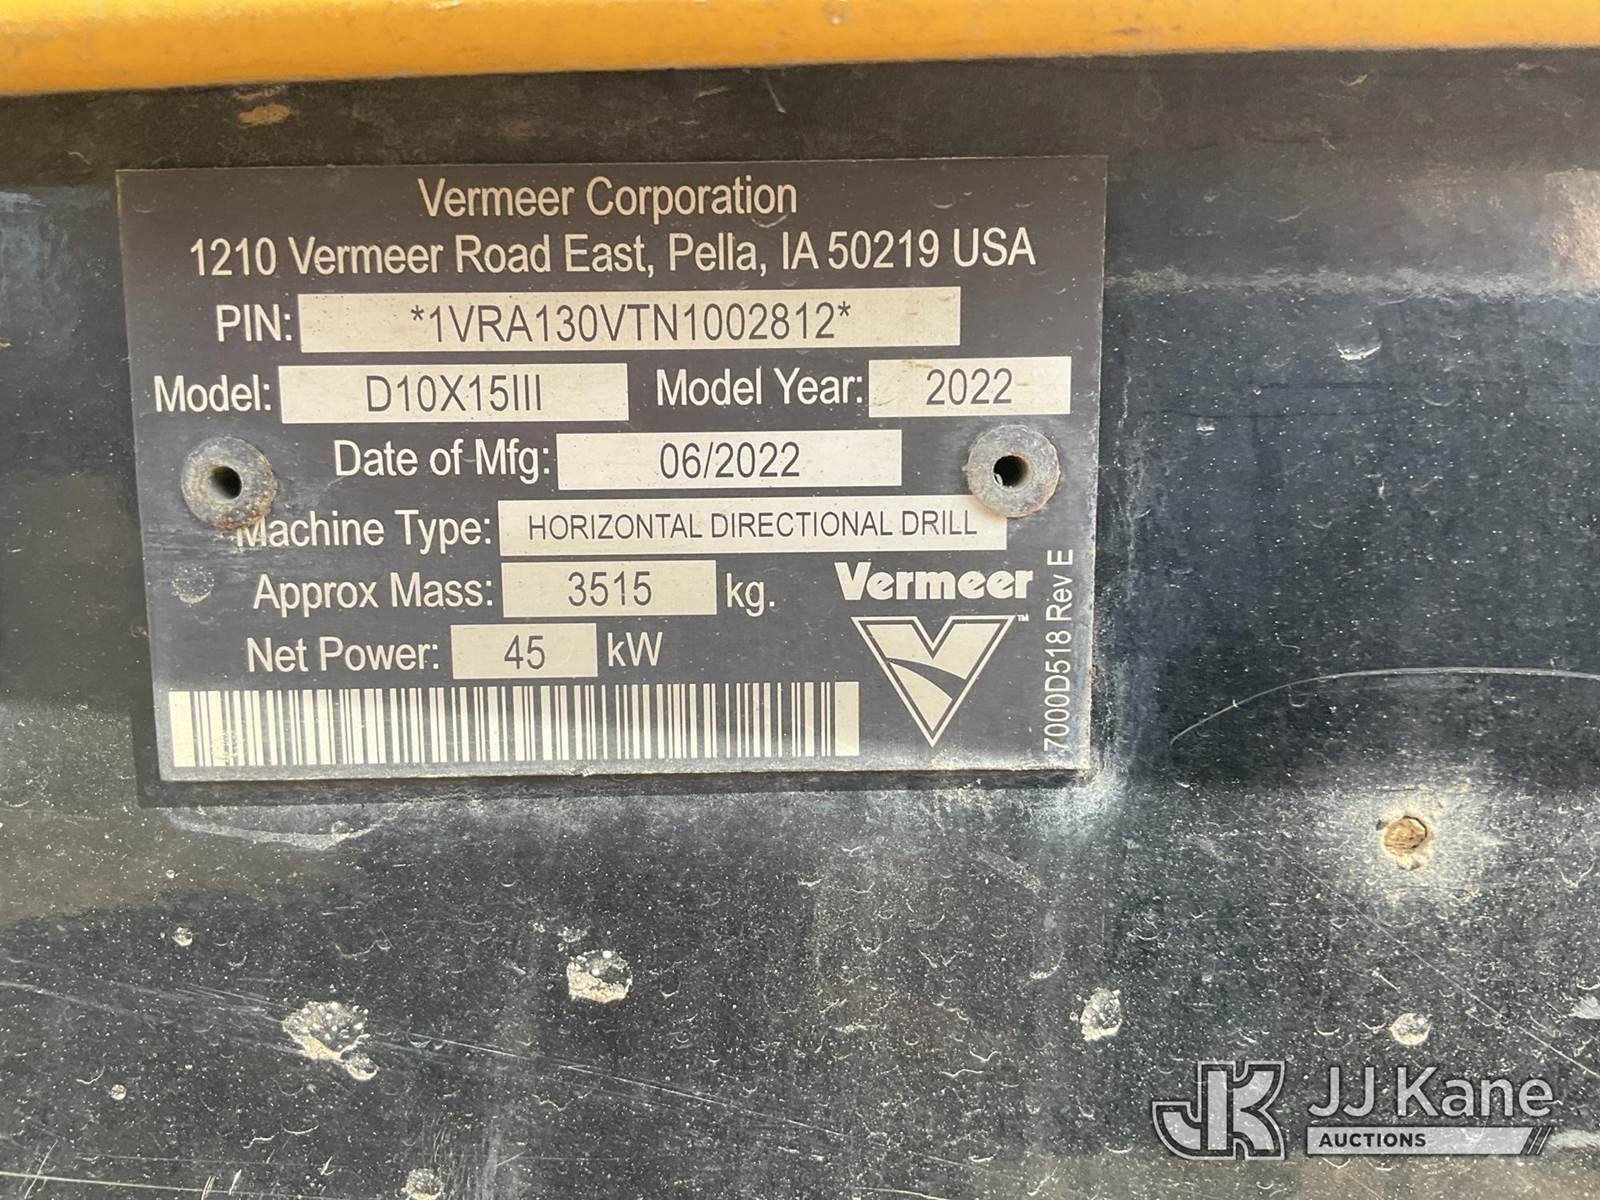 Vermeer Corporation
1210 Vermeer Road East, Pella, IA 50219 USA
PIN: *1VRA130VTN1002812*
Model: D10X15III Model Year: 2022
Date of Mfg: 06/2022
Machine Type: HORIZONTAL DIRECTIONAL DRILL
Approx Mass: 3515 kg.
Net Power: 45 kW
Vermeer
TM
7000D518 Rev E
JK JJ Kane
AUCTIONS